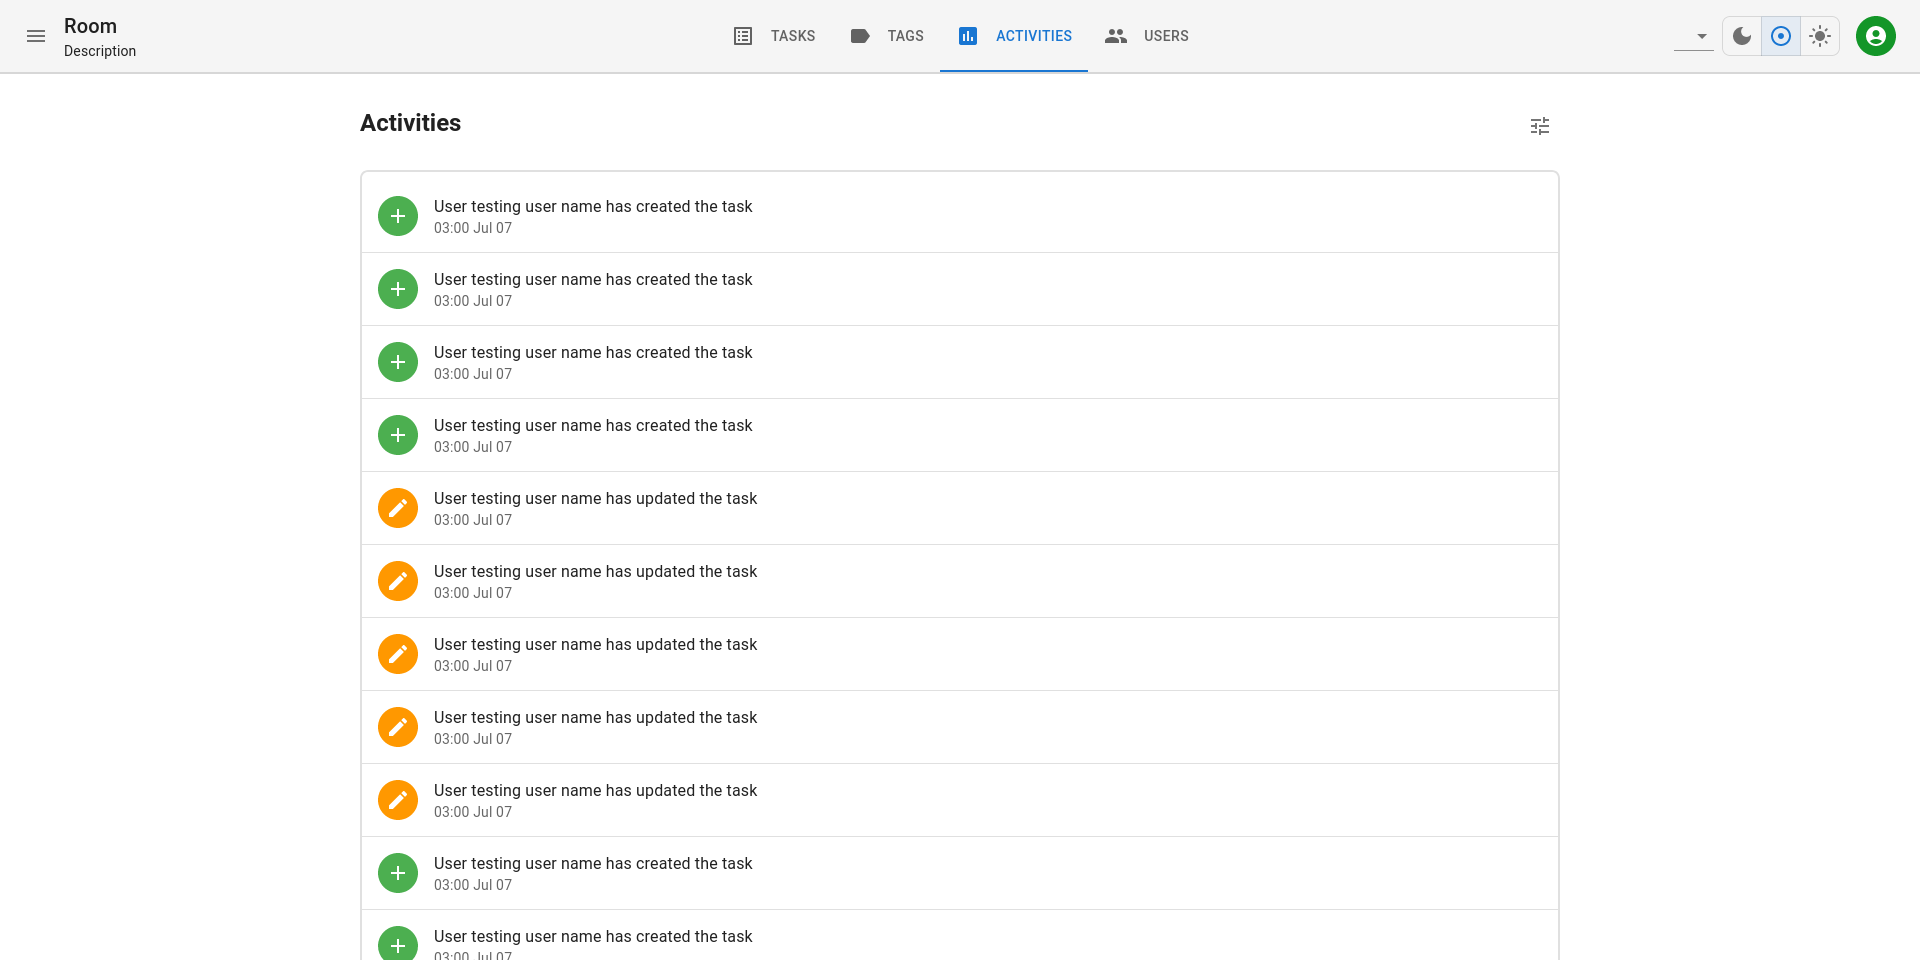 Room
Description
TASKS
TAGS
ACTIVITIES
USERS
Activities
User testing user name has created the task
03:00 Jul 07
User testing user name has created the task
03:00 Jul 07
User testing user name has created the task
03:00 Jul 07
User testing user name has created the task
03:00 Jul 07
User testing user name has updated the task
03:00 Jul 07
User testing user name has updated the task
03:00 Jul 07
User testing user name has updated the task
03:00 Jul 07
User testing user name has updated the task
03:00 Jul 07
User testing user name has updated the task
03:00 Jul 07
User testing user name has created the task
03:00 Jul 07
User testing user name has created the task
03:00 Jul 07